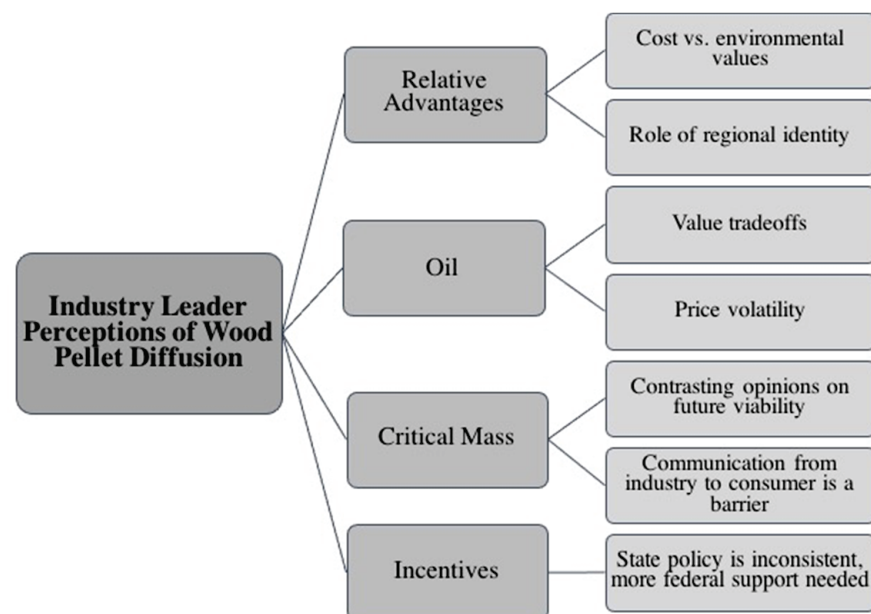 Industry Leader
Perceptions of Wood
Pellet Diffusion
Relative
Advantages
Cost vs. environmental
values
Role of regional identity
Oil
Value tradeoffs
Price volatility
Critical Mass
Contrasting opinions on
future viability
Communication from
industry to consumer is a
barrier
Incentives
State policy is inconsistent,
more federal support needed